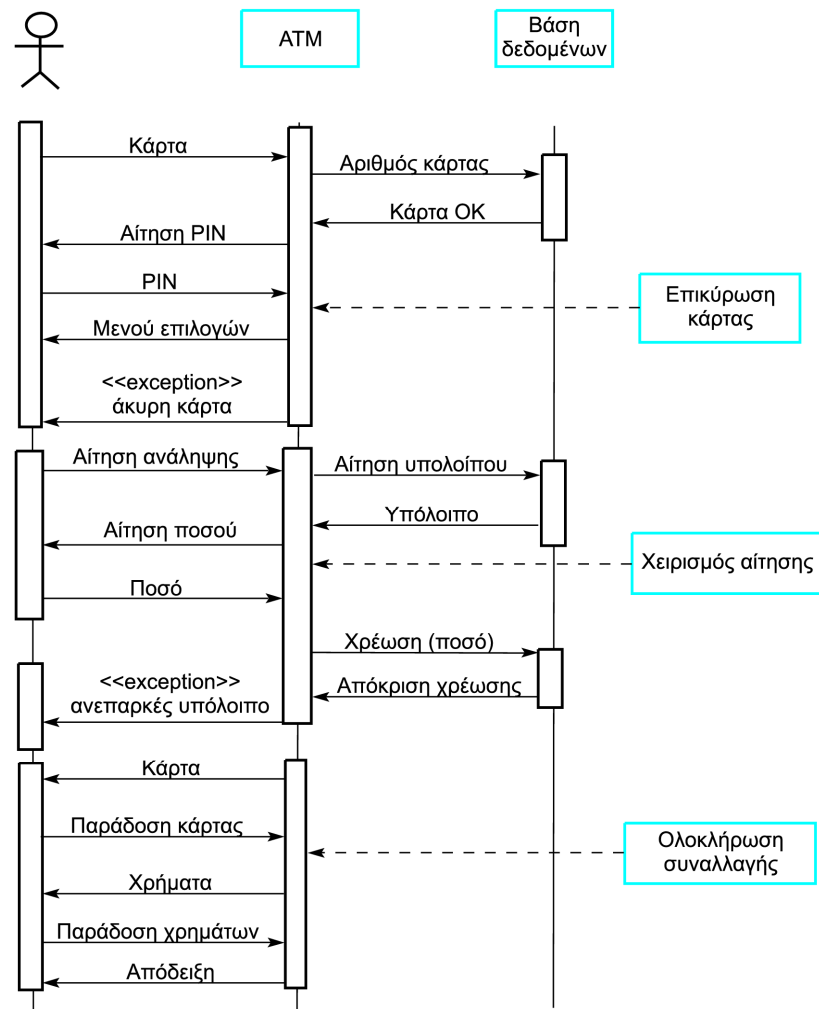 ATM
Βάση
δεδομένων
Κάρτα
Αριθμός κάρτας
Κάρτα ΟΚ
Αίτηση PIN
PIN
Επικύρωση
κάρτας
Μενού επιλογών
<<exception>>
άκυρη κάρτα
Αίτηση ανάληψης
Αίτηση υπολοίπου
Υπόλοιπο
Αίτηση ποσού
Χειρισμός αίτησης
Ποσό
Χρέωση (ποσό)
<<exception>>
ανεπαρκές υπόλοιπο
Απόκριση χρέωσης
Κάρτα
Παράδοση κάρτας
Ολοκλήρωση
συναλλαγής
Χρήματα
Παράδοση χρημάτων
Απόδειξη